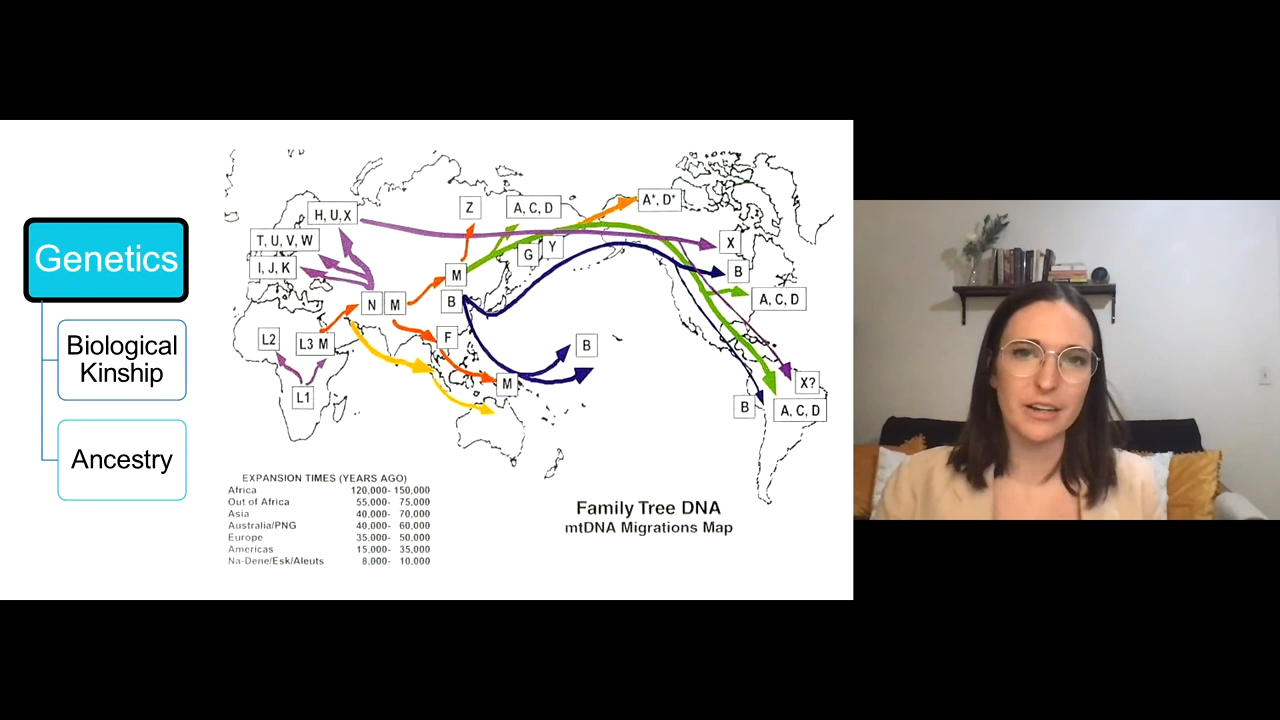 Genetics
Biological
Kinship
Ancestry
H, U, X
T, U, V, W
I, J, K
L2
L3 M
L1
N
M
Z
A, C, D
M
B
G
Y
F
M
B
A*, D*
X
B
A, C, D
X?
B
A, C, D
EXPANSION TIMES (YEARS AGO)
Africa 120,000- 150,000
Out of Africa 55,000- 75,000
Asia 40,000- 70,000
Australia/PNG 40,000- 60,000
Europe 35,000- 50,000
Americas 15,000- 35,000
Na-Dene/Esk/Aleuts 8,000- 10,000
Family Tree DNA
mtDNA Migrations Map